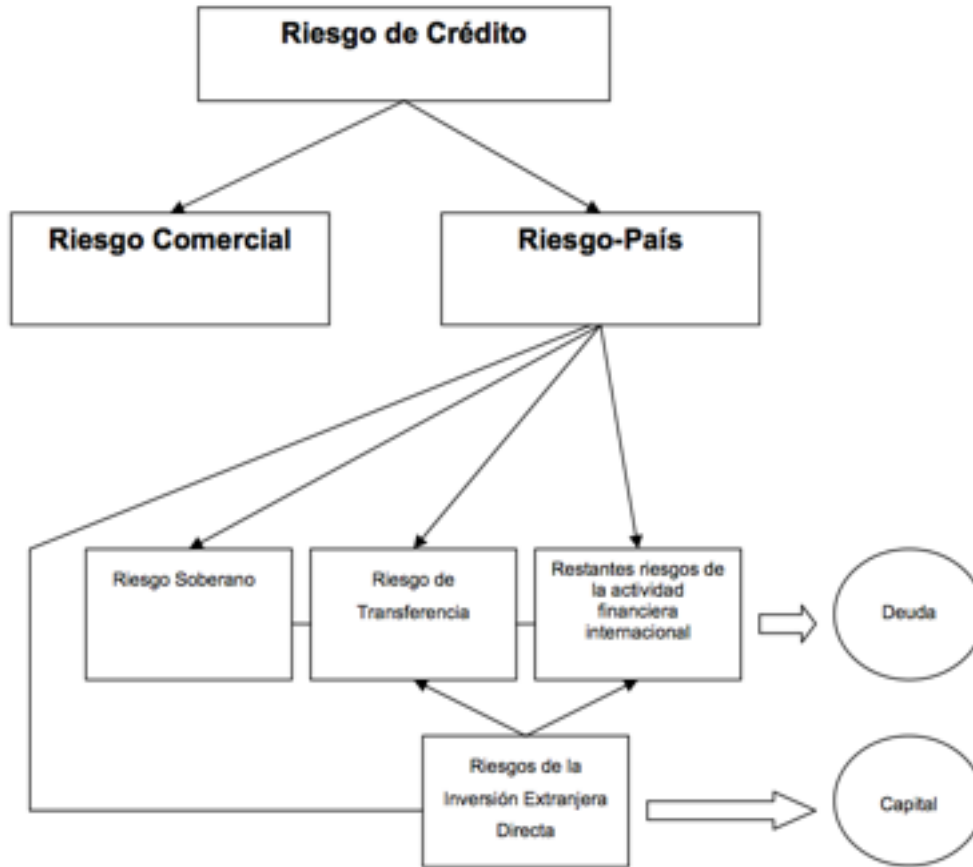 Riesgo de Crédito
Riesgo Comercial
Riesgo-País
Riesgo Soberano
Riesgo de
Transferencia
Restantes riesgos de
la actividad
financiera
internacional
Deuda
Riesgos de la
Inversión Extranjera
Directa
Capital